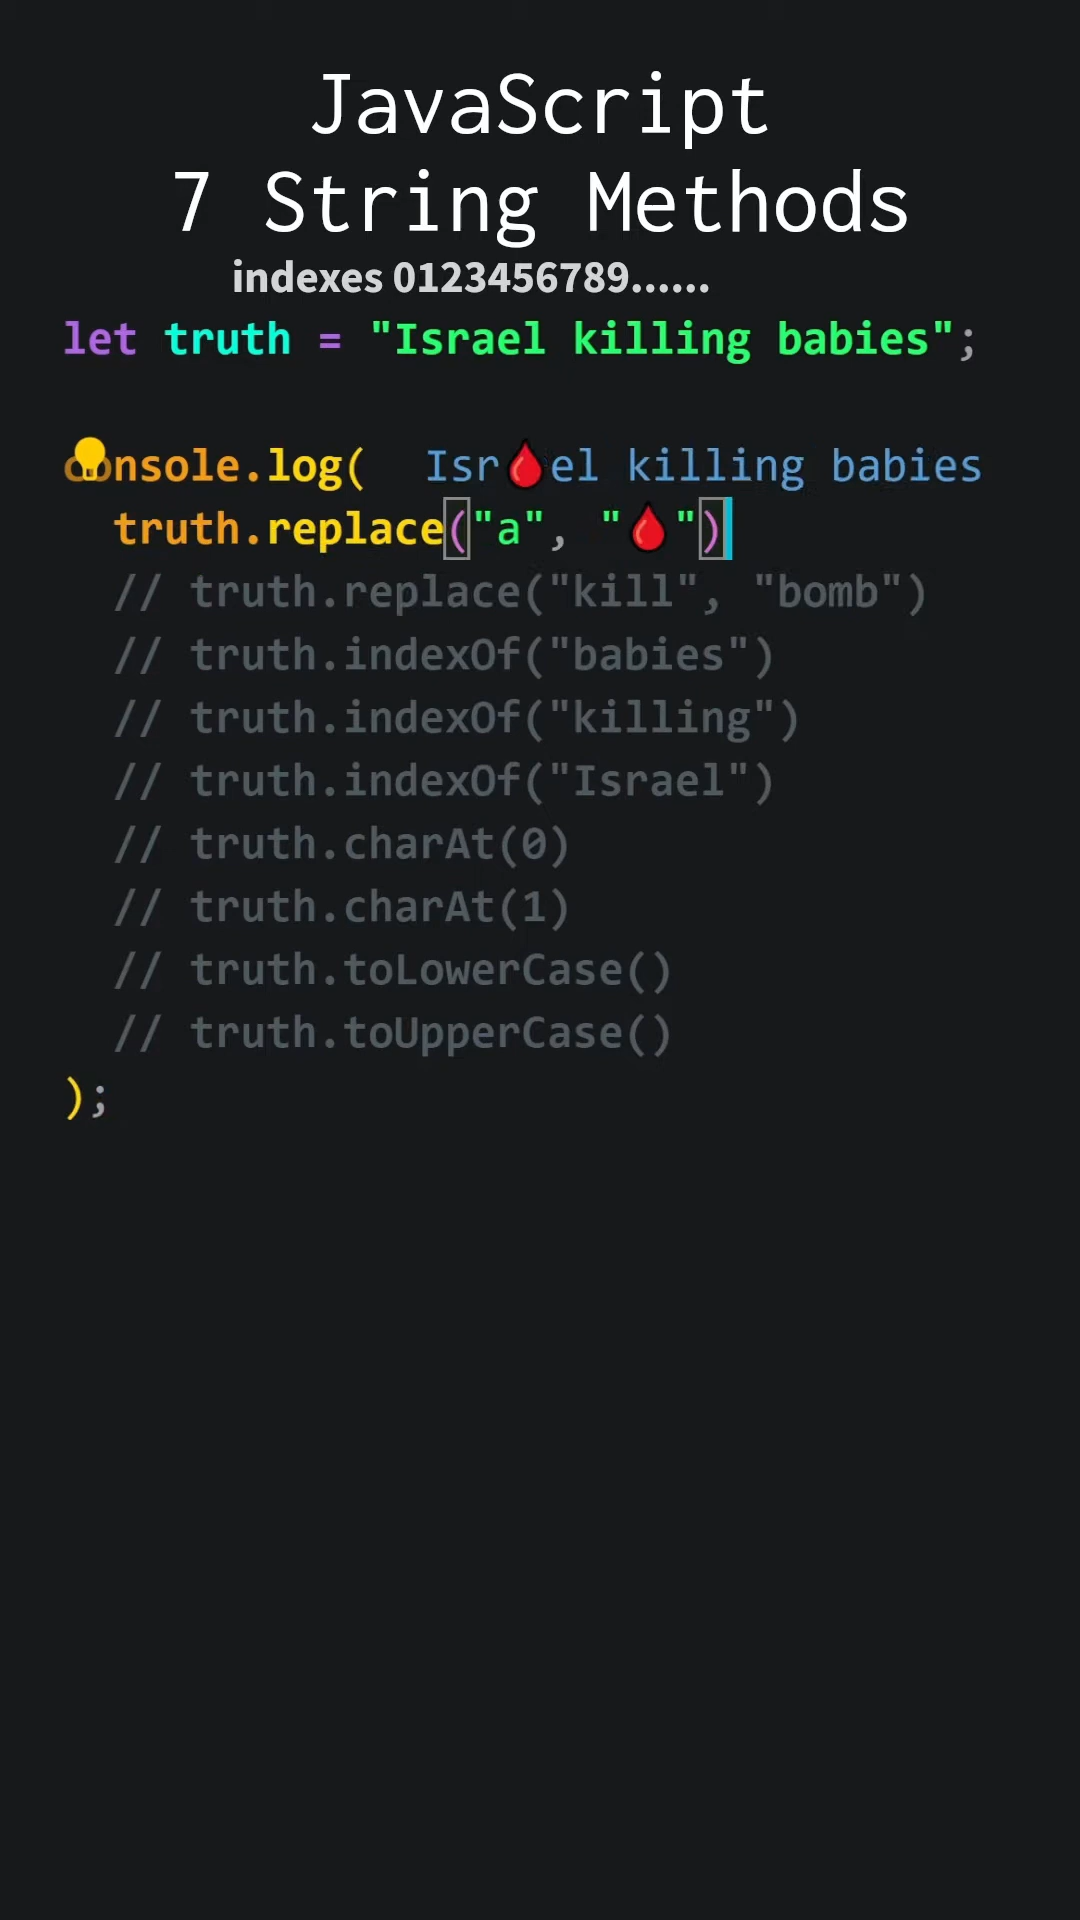 JavaScript
7 String Methods
indexes 0123456789......
let truth = "Israel killing babies";
console.log( Isr🩸el killing babies
truth.replace("a", "🩸")
// truth.replace("kill", "bomb")
// truth.indexOf("babies")
// truth.indexOf("killing")
// truth.indexOf("Israel")
// truth.charAt(0)
// truth.charAt(1)
// truth.toLowerCase()
// truth.toUpperCase()
);